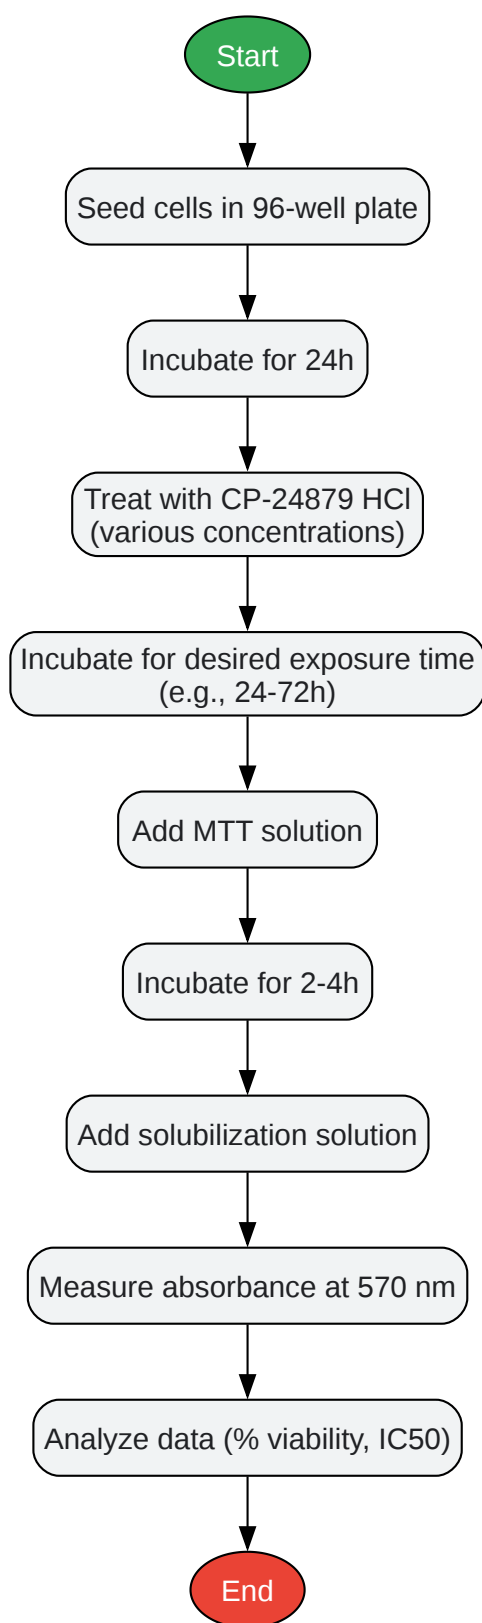 Start
Seed cells in 96-well plate
Incubate for 24h
Treat with CP-24879 HCl
(various concentrations)
Incubate for desired exposure time
(e.g., 24-72h)
Add MTT solution
Incubate for 2-4h
Add solubilization solution
Measure absorbance at 570 nm
Analyze data (% viability, IC50)
End